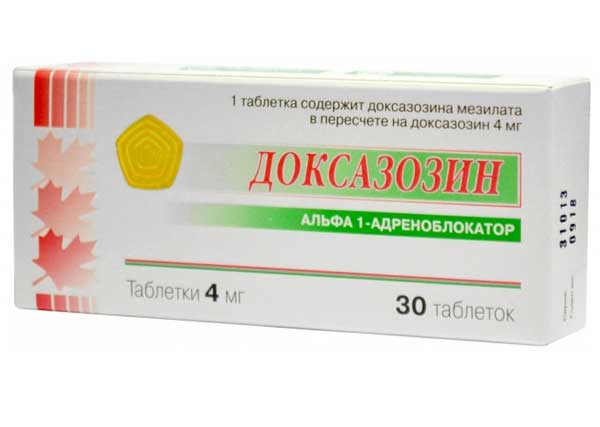 1 таблетка содержит доксазозина мезилата
в пересчете на доксазозин 4 мг
ДОКСАЗОЗИН
АЛЬФА 1-АДРЕНОБЛОКАТОР
Таблетки 4 мг
30 таблеток
31013
0918